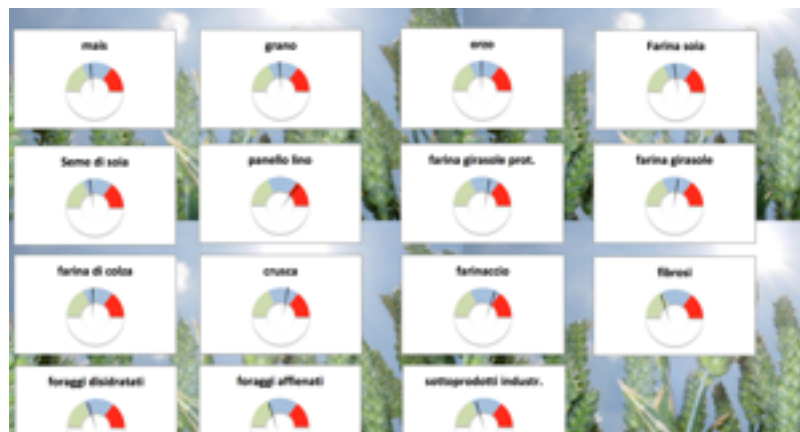 mais
grano
orzo
Farina soia
Seme di soia
panello lino
farina girasole prot.
farina girasole
farina di colza
crusca
farinaccio
fibrosi
foraggi disidratati
foraggi affienati
sottoprodotti industr.